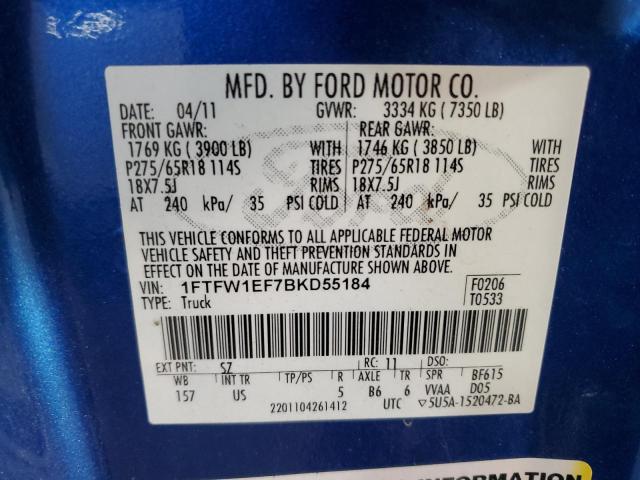 MFD. BY FORD MOTOR CO.
DATE: 04/11 GVWR: 3334 KG ( 7350 LB)
FRONT GAWR: REAR GAWR:
1769 KG ( 3900 LB) WITH 1746 KG ( 3850 LB) WITH
P275/65R18 114S TIRES P275/65R18 114S TIRES
18X7.5J RIMS 18X7.5J RIMS
AT 240 kPa/ 35 PSI COLD AT 240 kPa/ 35 PSI COLD
Ford
THIS VEHICLE CONFORMS TO ALL APPLICABLE FEDERAL MOTOR
VEHICLE SAFETY AND THEFT PREVENTION STANDARDS IN
EFFECT ON THE DATE OF MANUFACTURE SHOWN ABOVE.
VIN: 1FTFW1EF7BKD55184 F0206
TYPE: Truck T0533
EXT PNT: SZ RC: 11 DSO:
WB INT TR TP/PS R AXLE TR SPR BF615
157 US 5 B6 6 VVAA D05
2201104261412 UTC ▽5U5A-1520472-BA
INFORMATION